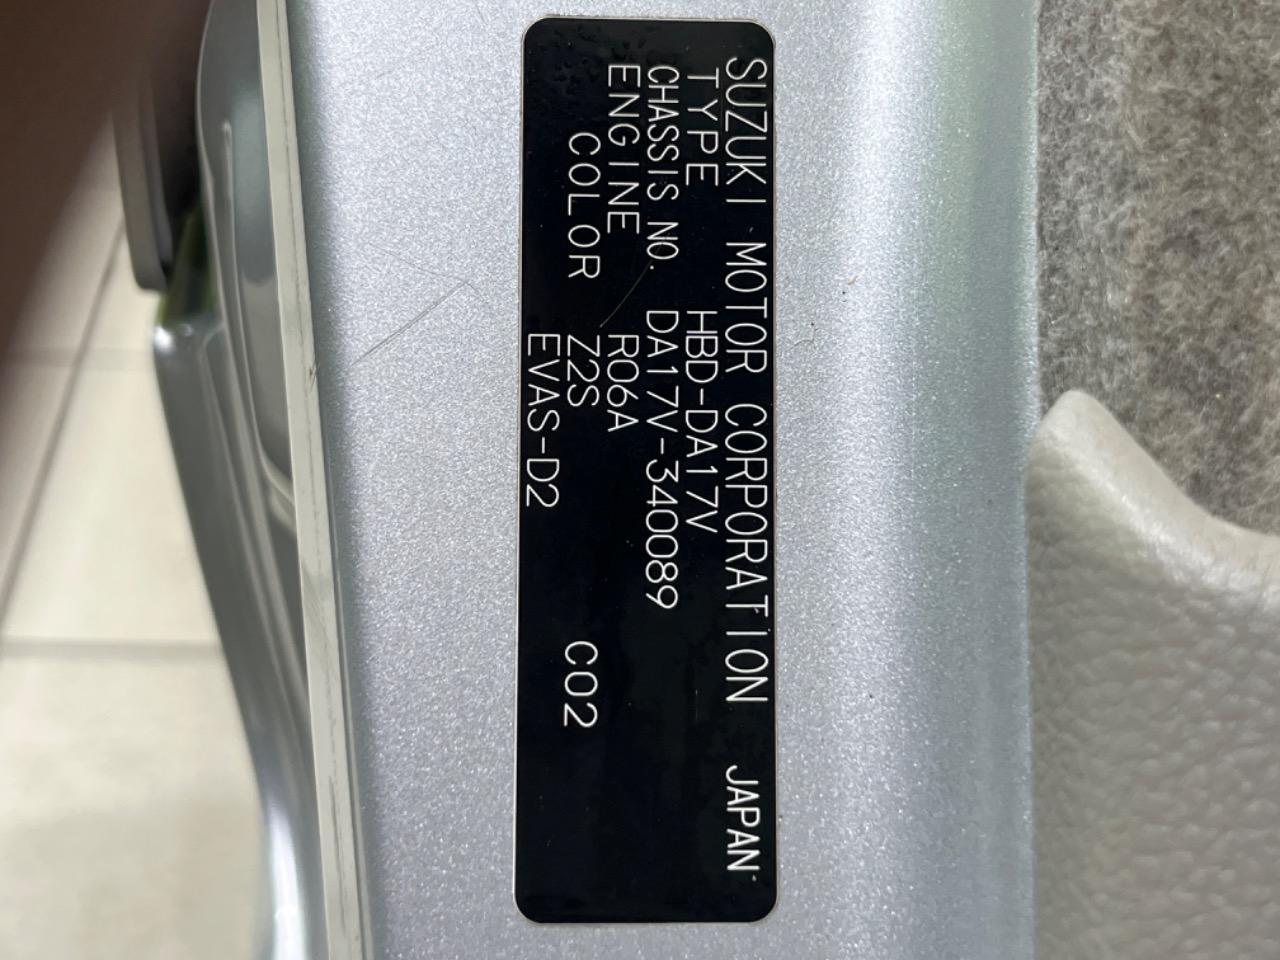 SUZUKI MOTOR CORPORATION JAPAN
TYPE HBD-DA17V
CHASSIS NO. DA17V-340089
ENGINE R06A
COLOR Z2S C02
EVAS-D2